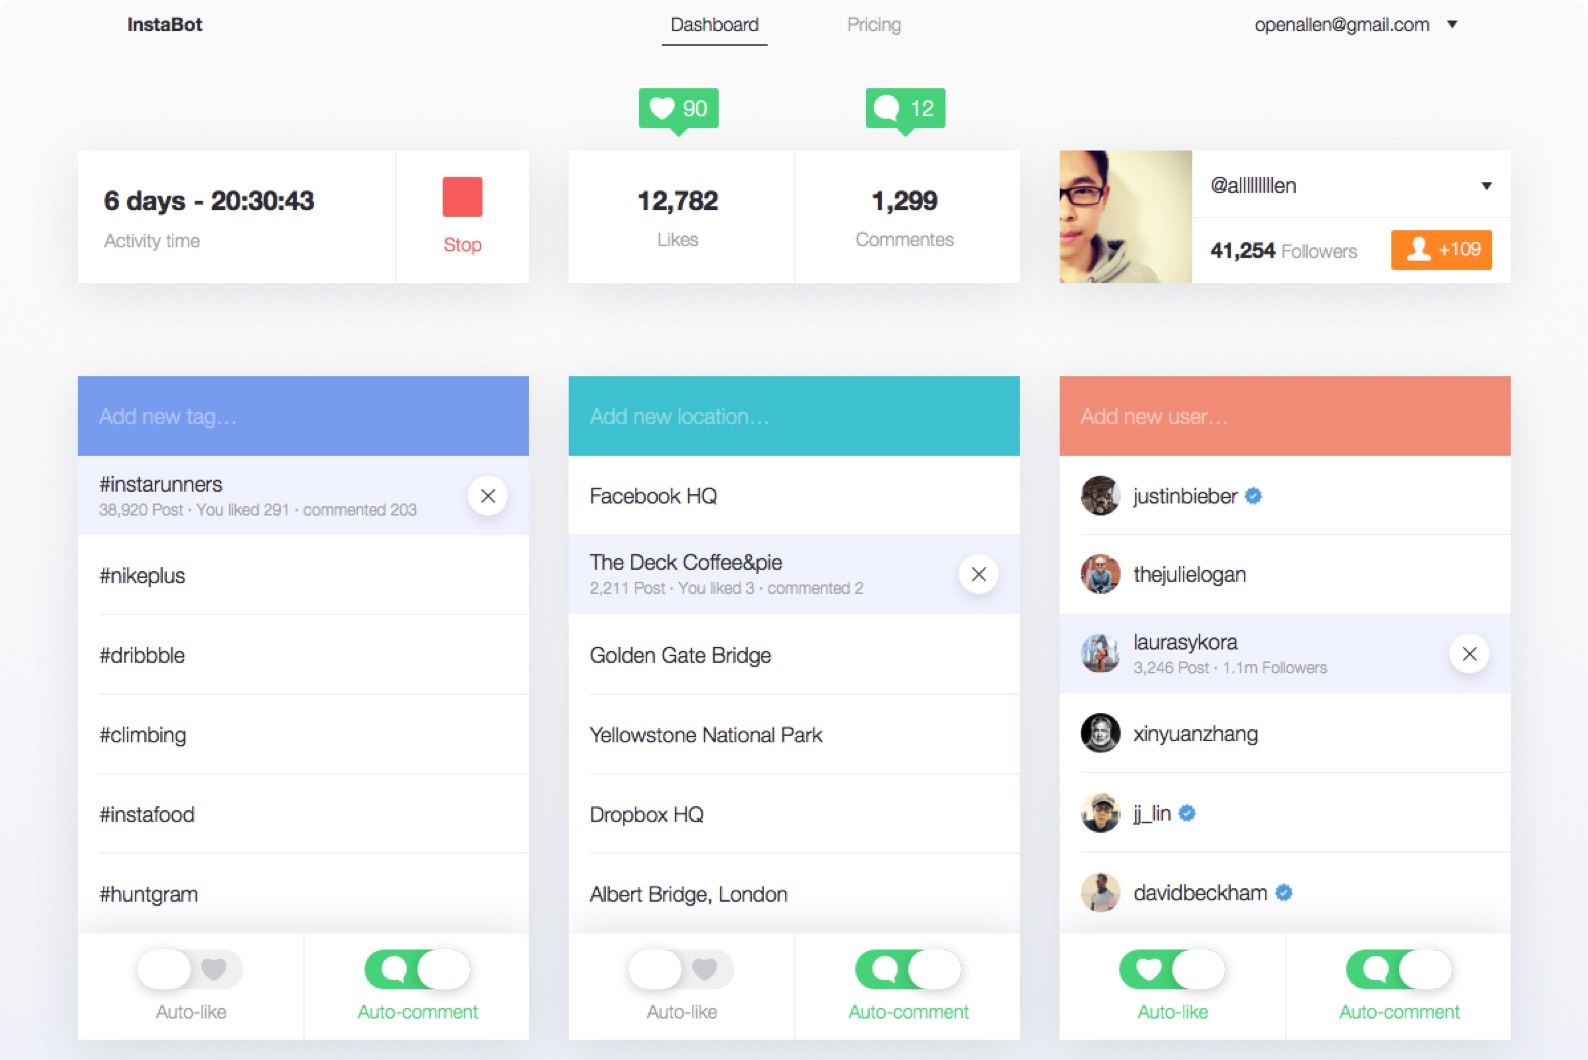 InstaBot
Dashboard
Pricing
openallen@gmail.com
90
12
6 days - 20:30:43
Activity time
Stop
12,782
Likes
1,299
Commentes
@alllllllllen
41,254 Followers
+109
Add new tag...
#instarunners
38,920 Post · You liked 291 · commented 203
#nikeplus
#dribbble
#climbing
#instafood
#huntgram
Auto-like
Auto-comment
Add new location...
Facebook HQ
The Deck Coffee&pie
2,211 Post · You liked 3 · commented 2
Golden Gate Bridge
Yellowstone National Park
Dropbox HQ
Albert Bridge, London
Auto-like
Auto-comment
Add new user...
justinbieber
thejulielogan
laurasykora
3,246 Post · 1.1m Followers
xinyuanzhang
jj_lin
davidbeckham
Auto-like
Auto-comment